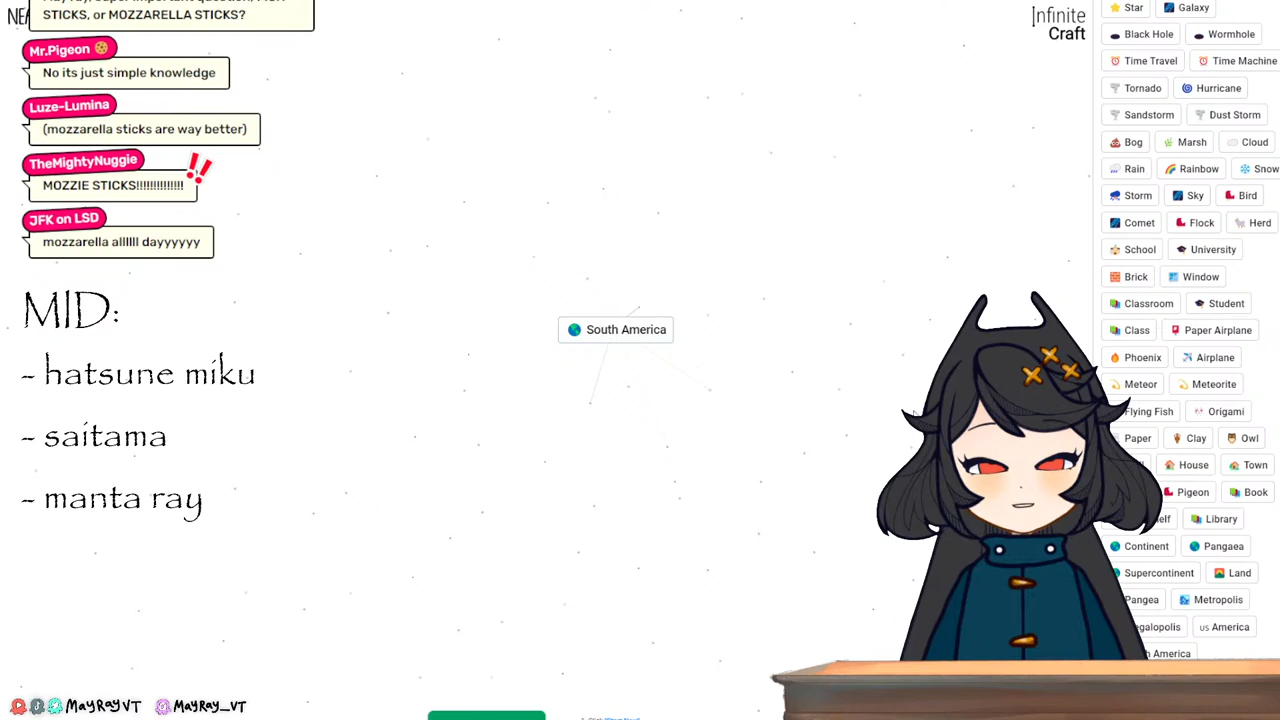 STICKS, or MOZZARELLA STICKS?
Mr.Pigeon
No its just simple knowledge
Luze-Lumina
(mozzarella sticks are way better)
TheMightyNuggie
MOZZIE STICKS!!!!!!!!!!!!!!
JFK on LSD
mozzarella allllll dayyyyyy
MID:
- hatsune miku
- saitama
- manta ray
MayRayVT
MayRay_VT
South America
Infinite
Craft
Star Galaxy
Black Hole Wormhole
Time Travel Time Machine
Tornado Hurricane
Sandstorm Dust Storm
Bog Marsh Cloud
Rain Rainbow Snow
Storm Sky Bird
Comet Flock Herd
School University
Brick Window
Classroom Student
Class Paper Airplane
Phoenix Airplane
Meteor Meteorite
Flying Fish Origami
Paper Clay Owl
House Town
Pigeon Book
Library
Continent Pangaea
Supercontinent Land
Pangea Metropolis
US America